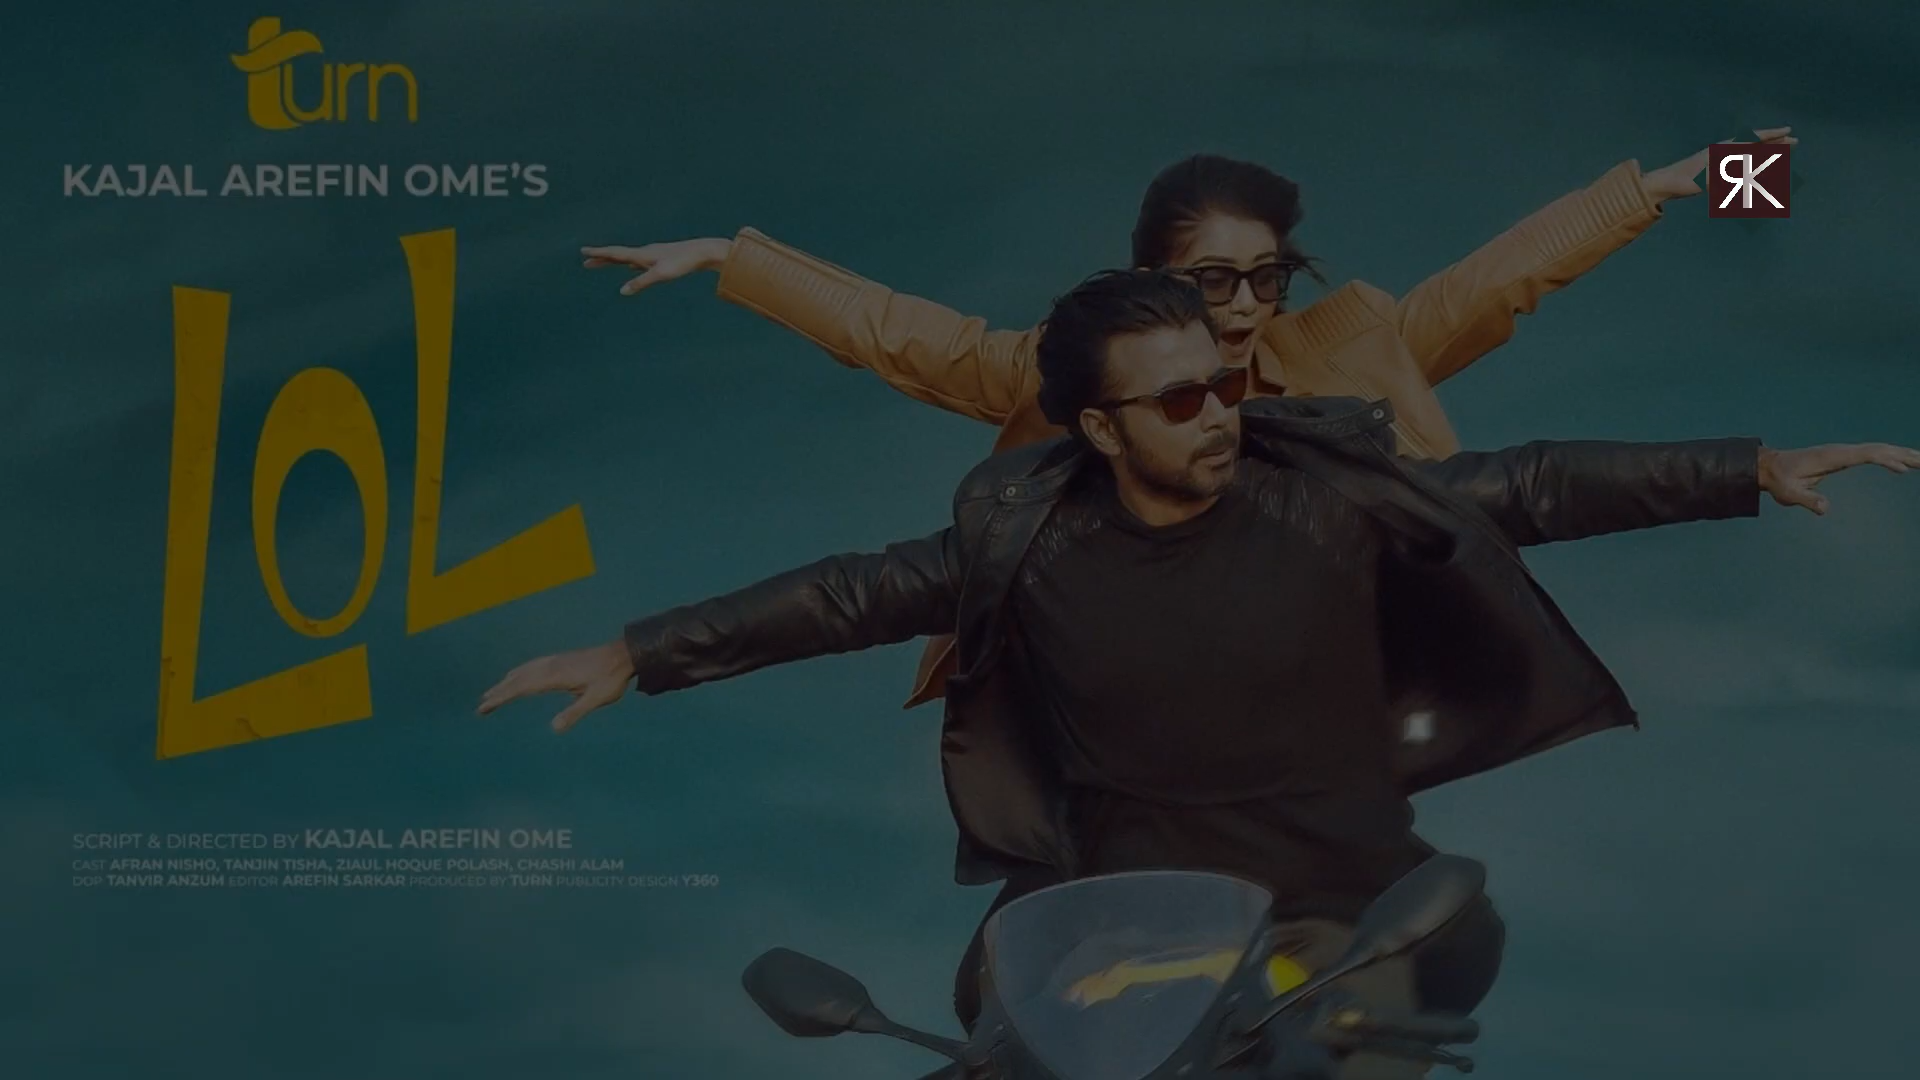 turn
KAJAL AREFIN OME'S
LOL
SCRIPT & DIRECTED BY KAJAL AREFIN OME
CAST AFRAN NISHO, TANJIN TISHA, ZIAUL HOQUE POLASH, CHASHI ALAM
DOP TANVIR ANZUM EDITOR AREFIN SARKAR PRODUCED BY TURN PUBLICITY DESIGN Y360
RK